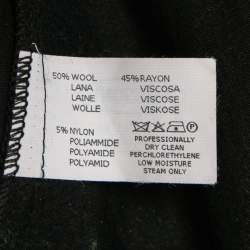 50% WOOL 45% RAYON
LANA VISCOSA
LAINE VISCOSE
WOLLE VISKOSE
5% NYLON
POLIAMMIDE
POLYAMIDE
POLYAMID
PROFESSIONALLY
DRY CLEAN
PERCHLORETHYLENE
LOW MOISTURE
STEAM ONLY